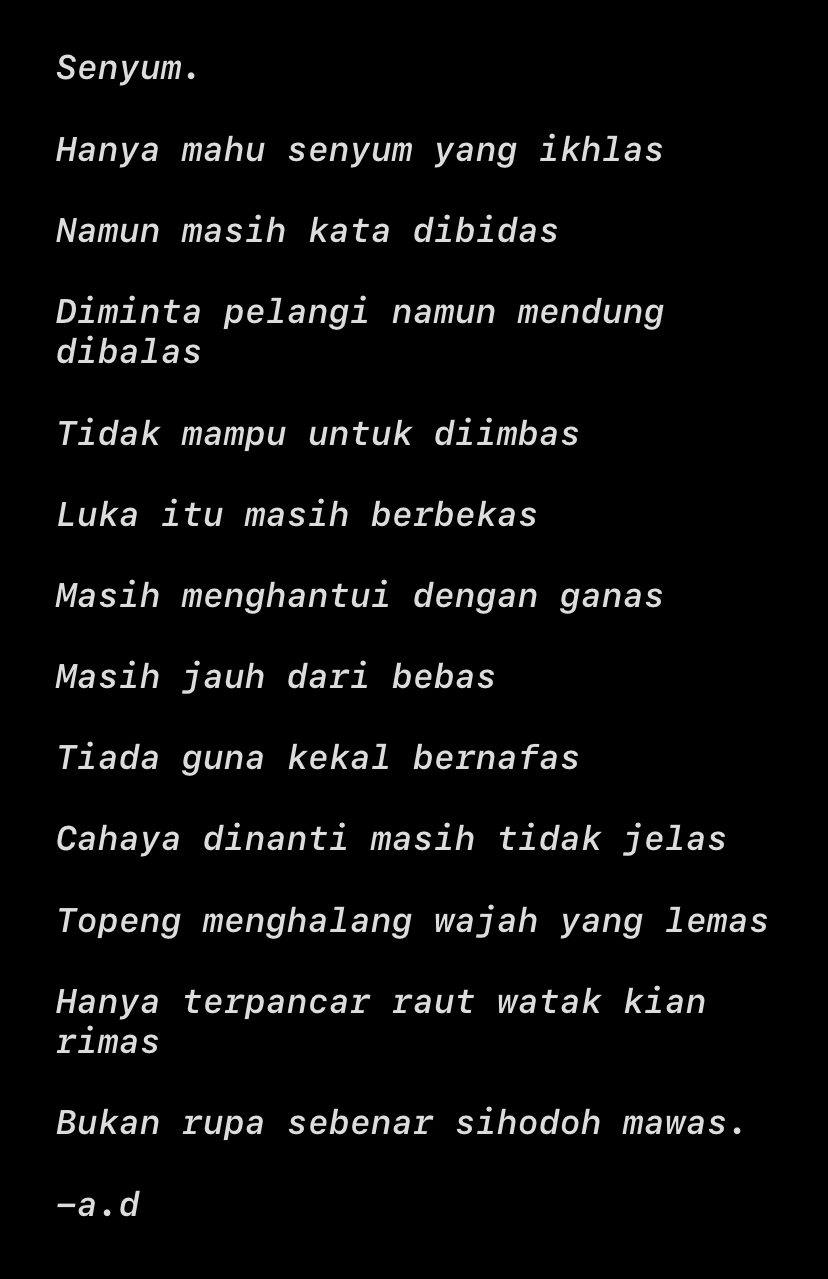 Senyum.
Hanya mahu senyum yang ikhlas
Namun masih kata dibidas
Diminta pelangi namun mendung
dibalas
Tidak mampu untuk diimbas
Luka itu masih berbekas
Masih menghantui dengan ganas
Masih jauh dari bebas
Tiada guna kekal bernafas
Cahaya dinanti masih tidak jelas
Topeng menghalang wajah yang lemas
Hanya terpancar raut watak kian
rimas
Bukan rupa sebenar sihodoh mawas.
—a.d